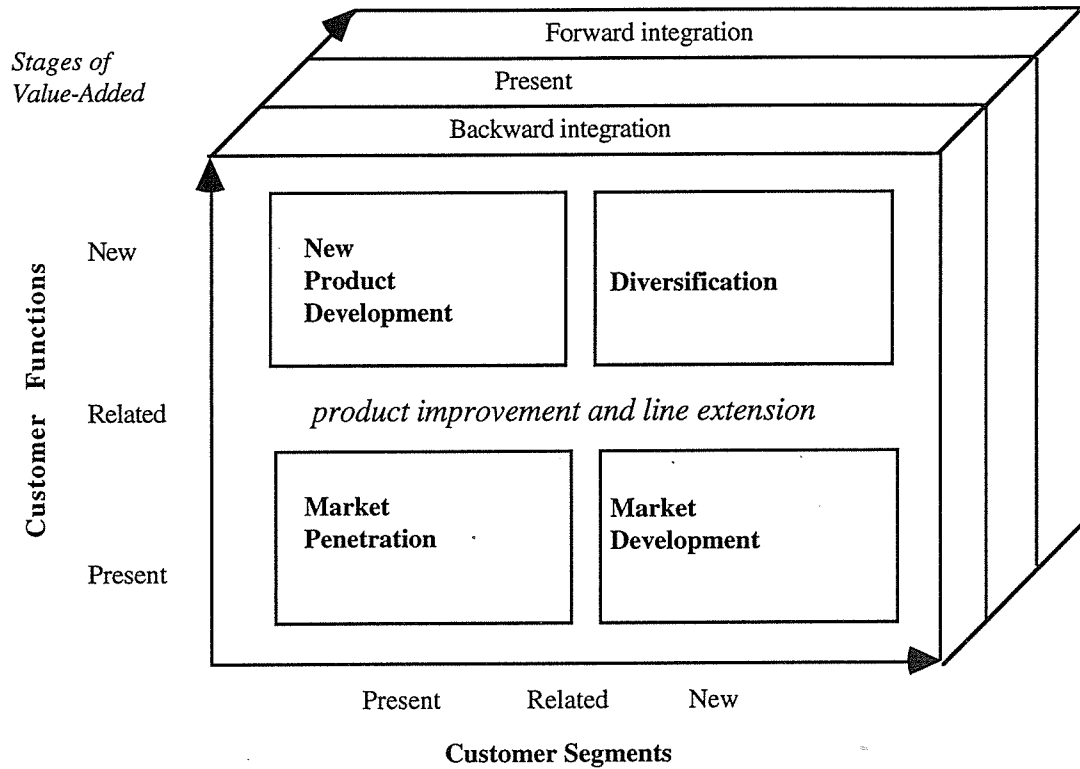 Forward integration
Stages of
Value-Added
Present
Backward integration
New
New
Product
Development
Diversification
Customer Functions
Related
product improvement and line extension
Market
Penetration
Market
Development
Present
Present Related New
Customer Segments